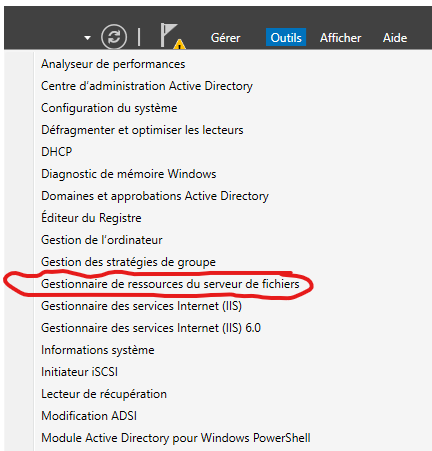 Gérer Outils Afficher Aide
Analyseur de performances
Centre d'administration Active Directory
Configuration du système
Défragmenter et optimiser les lecteurs
DHCP
Diagnostic de mémoire Windows
Domaines et approbations Active Directory
Éditeur du Registre
Gestion de l'ordinateur
Gestion des stratégies de groupe
Gestionnaire de ressources du serveur de fichiers
Gestionnaire des services Internet (IIS)
Gestionnaire des services Internet (IIS) 6.0
Informations système
Initiateur iSCSI
Lecteur de récupération
Modification ADSI
Module Active Directory pour Windows PowerShell